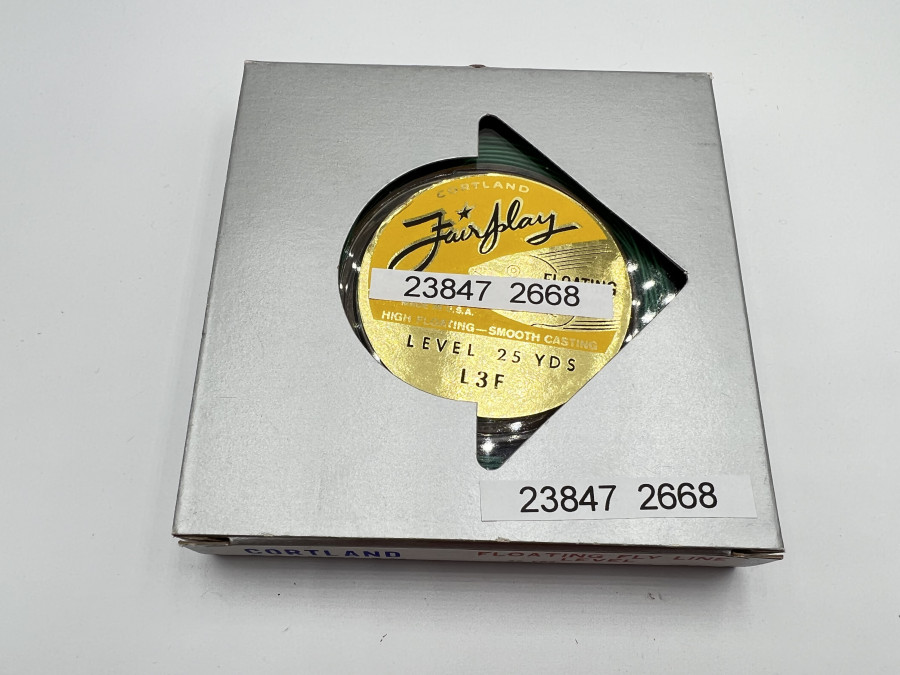 CORTLAND
Fairplay
FLOATING
23847 2668
U.S.A.
HIGH FLOATING—SMOOTH CASTING
LEVEL 25 YDS
L3F
23847 2668
CORTLAND FLOATING FLY LINE
LEVEL